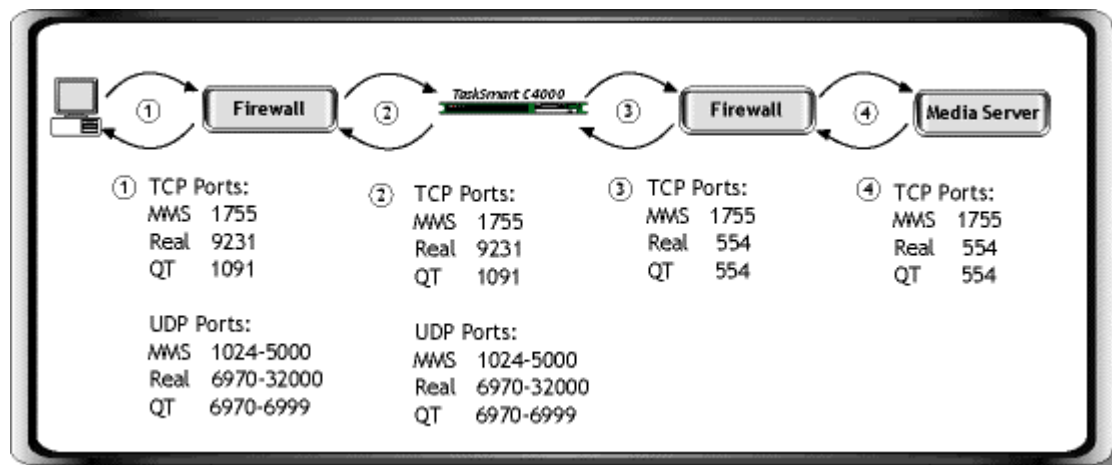 TaskSmart C4000
1 Firewall 2 3 Firewall 4 Media Server
1 TCP Ports:
MMS 1755
Real 9231
QT 1091
UDP Ports:
MMS 1024-5000
Real 6970-32000
QT 6970-6999
2 TCP Ports:
MMS 1755
Real 9231
QT 1091
UDP Ports:
MMS 1024-5000
Real 6970-32000
QT 6970-6999
3 TCP Ports:
MMS 1755
Real 554
QT 554
4 TCP Ports:
MMS 1755
Real 554
QT 554